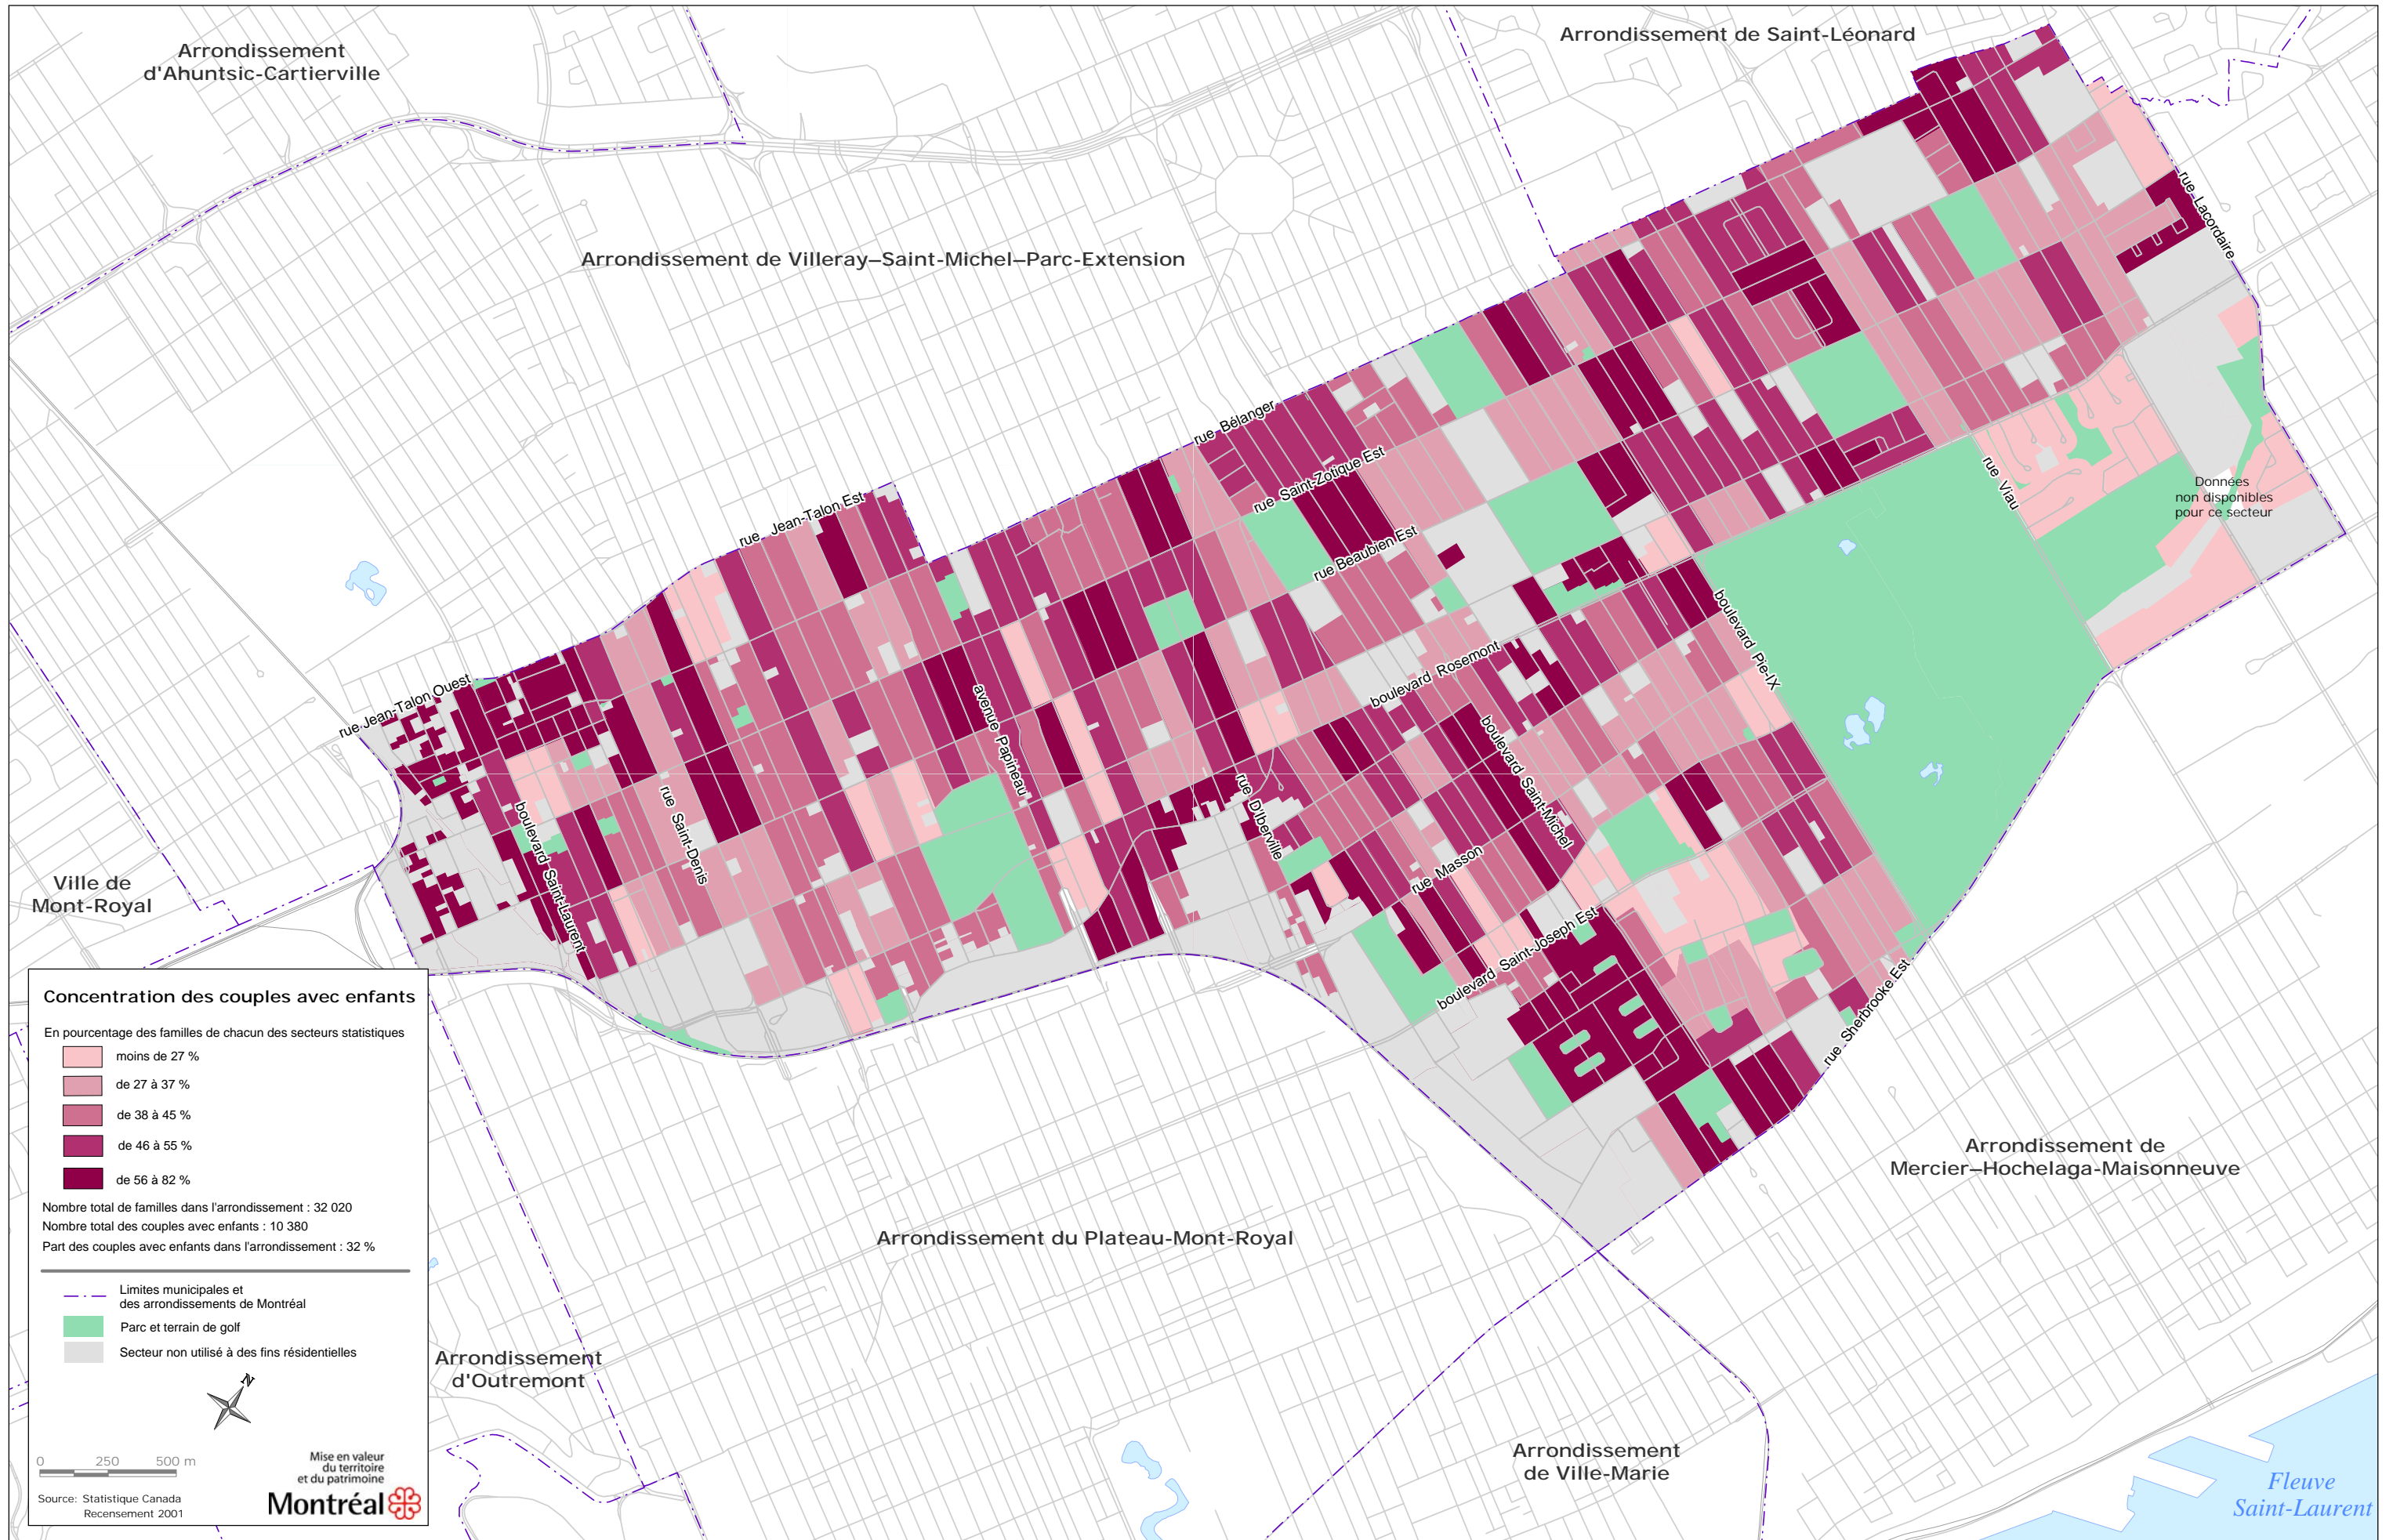 Arrondissement
d'Ahuntsic-Cartierville
Arrondissement de Saint-Léonard
Arrondissement de Villeray–Saint-Michel–Parc-Extension
rue Lacordaire
rue Bélanger
rue Saint-Zotique Est
rue Jean-Talon Est
rue Beaubien Est
rue Viau
Données
non disponibles
pour ce secteur
boulevard Pie-IX
boulevard Rosemont
rue Jean-Talon Ouest
avenue Papineau
boulevard Saint-Michel
rue D'Iberville
rue Saint-Denis
boulevard Saint-Laurent
rue Masson
boulevard Saint-Joseph Est
rue Sherbrooke Est
Ville de
Mont-Royal
Arrondissement de
Mercier–Hochelaga-Maisonneuve
Arrondissement du Plateau-Mont-Royal
Arrondissement
d'Outremont
Arrondissement
de Ville-Marie
Fleuve
Saint-Laurent
Concentration des couples avec enfants
En pourcentage des familles de chacun des secteurs statistiques
moins de 27 %
de 27 à 37 %
de 38 à 45 %
de 46 à 55 %
de 56 à 82 %
Nombre total de familles dans l'arrondissement : 32 020
Nombre total des couples avec enfants : 10 380
Part des couples avec enfants dans l'arrondissement : 32 %
Limites municipales et
des arrondissements de Montréal
Parc et terrain de golf
Secteur non utilisé à des fins résidentielles
N
0 250 500 m
Mise en valeur
du territoire
et du patrimoine
Montréal
Source: Statistique Canada
Recensement 2001